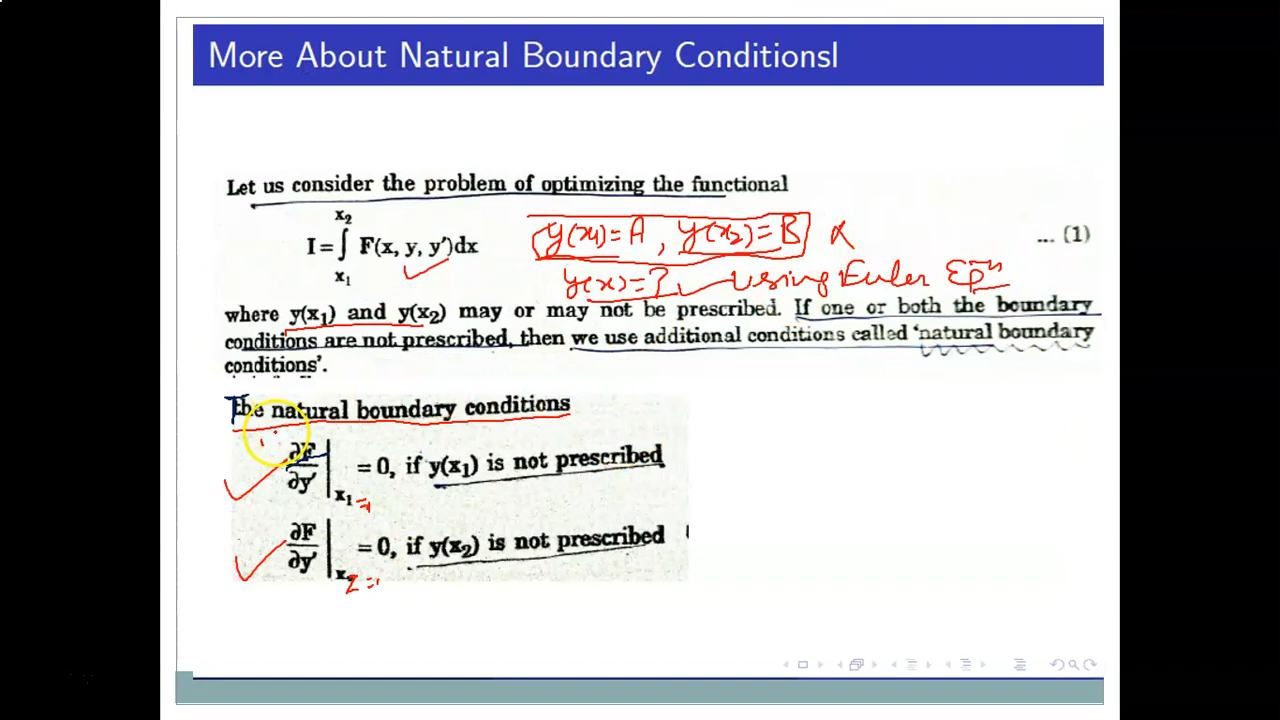 More About Natural Boundary Conditionsl
Let us consider the problem of optimizing the functional
I = ∫ₓ₁ˣ² F(x, y, y′)dx ... (1)
y(x1) = A , y(x2) = B
y(x) = ? Using Euler Eqn
where y(x₁) and y(x₂) may or may not be prescribed. If one or both the boundary
conditions are not prescribed, then we use additional conditions called ‘natural boundary
conditions’.
The natural boundary conditions
∂F/∂y′ | x₁ = 0, if y(x₁) is not prescribed
∂F/∂y′ | x₂ = 0, if y(x₂) is not prescribed